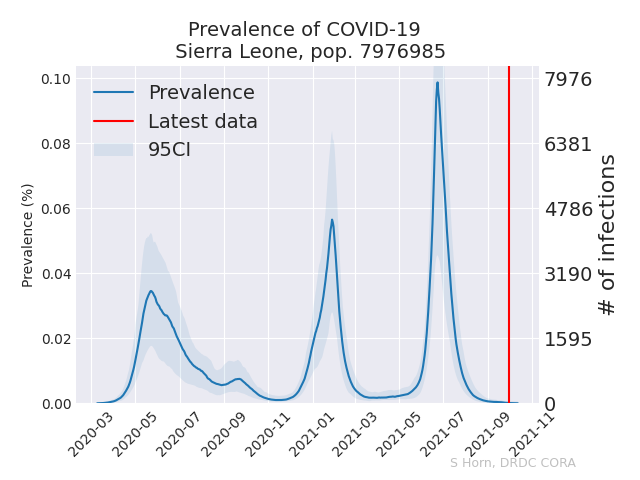 Prevalence of COVID-19
Sierra Leone, pop. 7976985
Prevalence
Latest data
95CI
Prevalence (%)
0.10
0.08
0.06
0.04
0.02
0.00
7976
6381
4786
3190
1595
0
# of infections
2020-03
2020-05
2020-07
2020-09
2020-11
2021-01
2021-03
2021-05
2021-07
2021-09
2021-11
S Horn, DRDC CORA